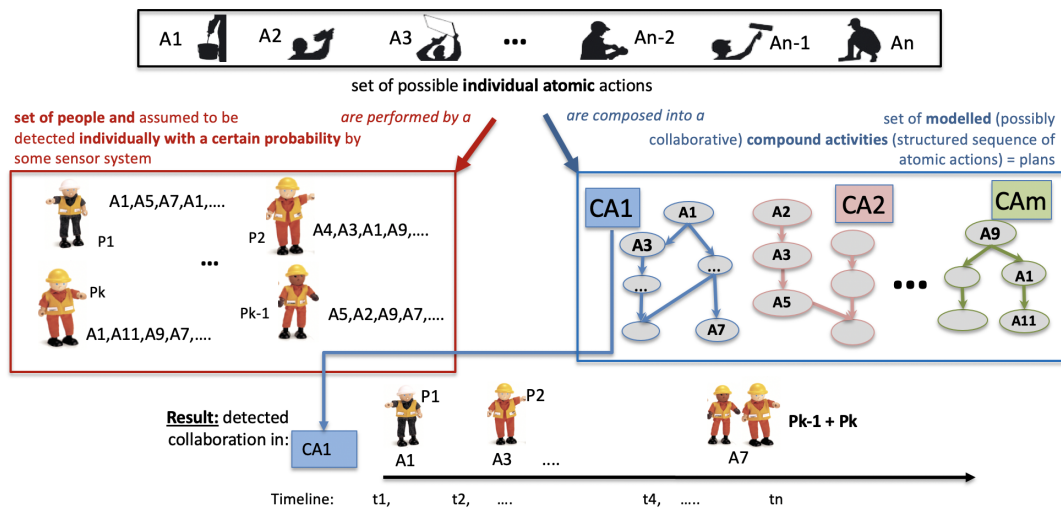 A1
A2
A3
...
An-2
An-1
An
set of possible individual atomic actions
set of people and assumed to be
detected individually with a certain probability by
some sensor system
are performed by a
are composed into a
set of modelled (possibly
collaborative) compound activities (structured sequence of
atomic actions) = plans
A1,A5,A7,A1,....
P1
P2
A4,A3,A1,A9,....
...
Pk
A1,A11,A9,A7,....
Pk-1
A5,A2,A9,A7,....
CA1
A1
A3
...
...
A7
A2
A3
A5
CA2
...
CAm
A9
A1
A11
Result: detected
collaboration in:
CA1
P1
A1
P2
A3
....
Pk-1 + Pk
A7
Timeline: t1, t2, .... t4, ..... tn